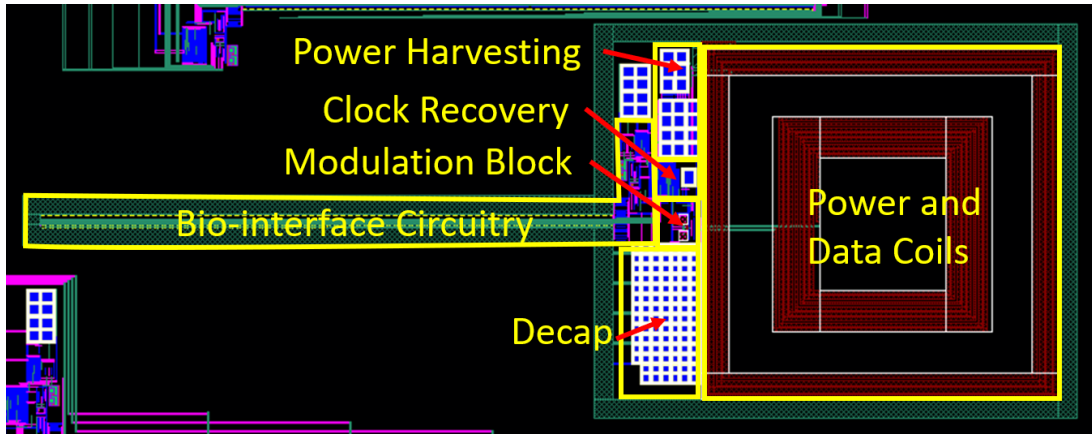 Power Harvesting
Clock Recovery
Modulation Block
Bio-interface Circuitry
Power and
Data Coils
Decap